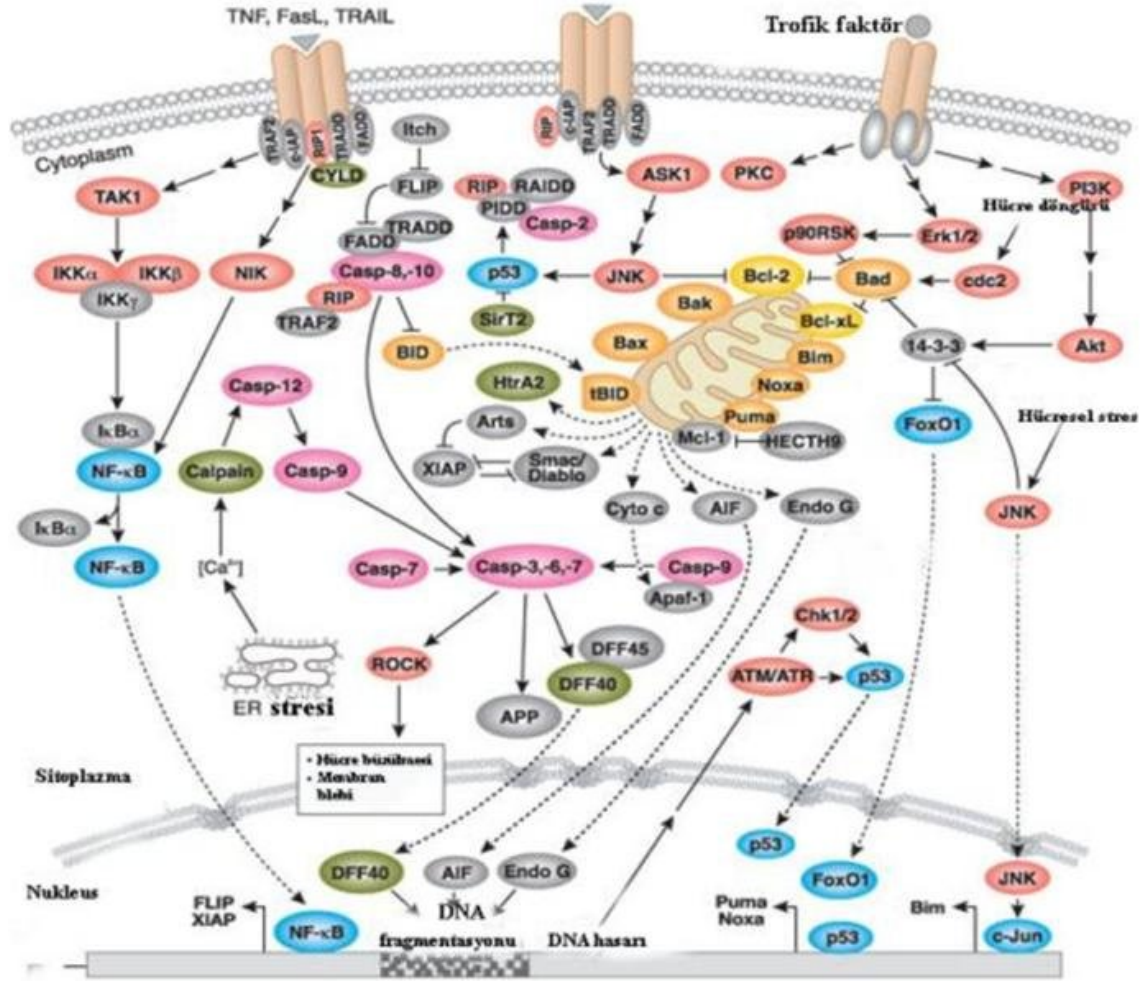 TNF, FasL, TRAIL
Trofik faktör
Cytoplasm
TRAF2
c-IAP
RIP1
TRADD
FADD
CYLD
Itch
FLIP
TRADD
FADD
Casp-8,-10
RIP
TRAF2
RIP
c-IAP
TRAF2
TRADD
FADD
RIP
RAIDD
PIDD
Casp-2
ASK1
PKC
PI3K
Hücre döngürü
TAK1
IKKα
IKKβ
IKKγ
NIK
p53
JNK
SirT2
Bcl-2
p90RSK
Erk1/2
Bad
cdc2
Bak
Bcl-xL
Bax
Bim
14-3-3
Akt
BID
tBID
Noxa
Puma
Mcl-1
HECTH9
HtrA2
Arts
XIAP
Smac/
Diablo
FoxO1
Hücresel stres
JNK
Casp-12
IκBα
NF-κB
Calpain
Casp-9
IκBα
NF-κB
[Ca²⁺]
Cyto c
AIF
Endo G
Casp-7
Casp-3,-6,-7
Casp-9
Apaf-1
Chk1/2
ATM/ATR
p53
ROCK
DFF45
DFF40
APP
ER stresi
• Hücre büzülmesi
• Membran
blebi
Sitoplazma
Nukleus
DFF40
AIF
Endo G
DNA
fragmentasyonu
DNA hasarı
FLIP
XIAP
NF-κB
p53
FoxO1
Puma
Noxa
p53
JNK
Bim
c-Jun